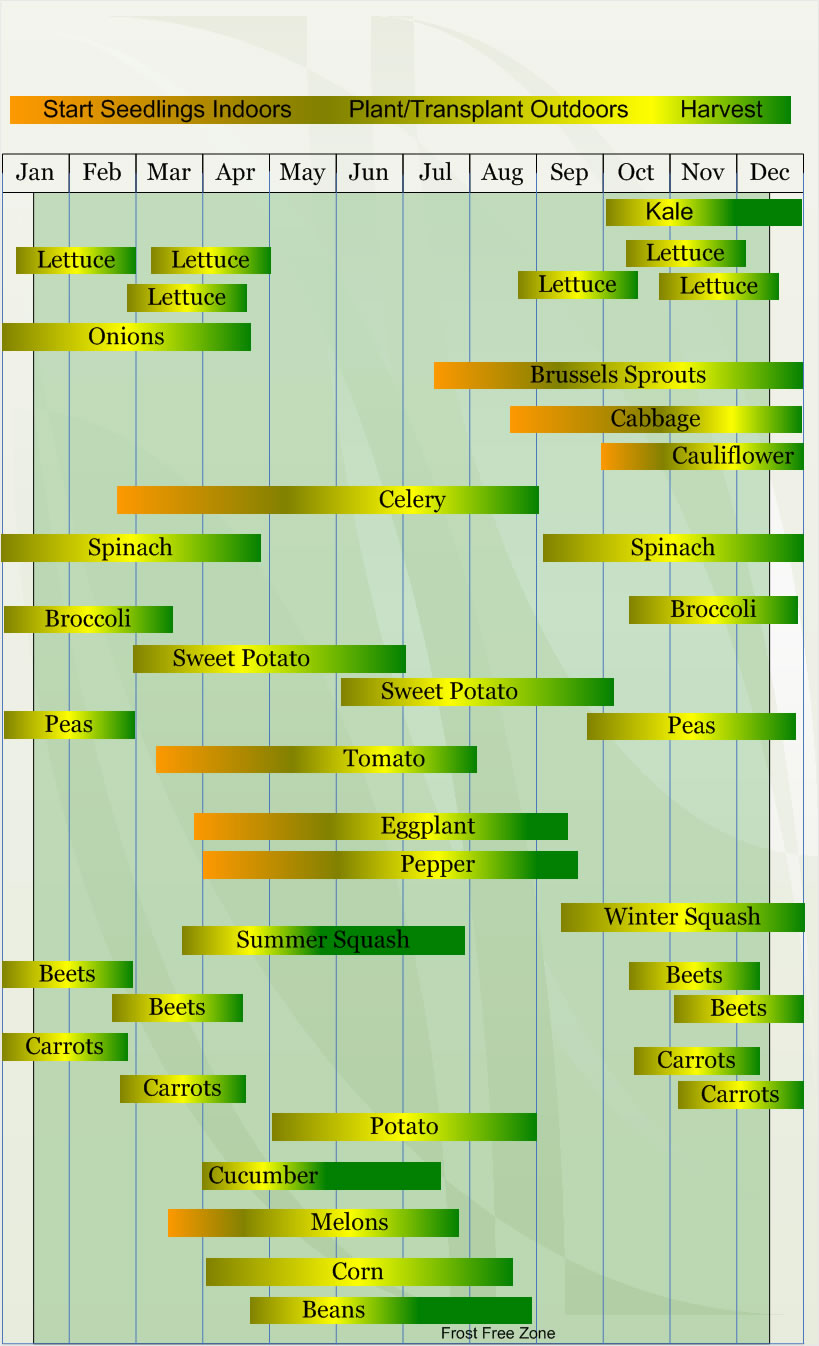 Start Seedlings Indoors Plant/Transplant Outdoors Harvest
Jan Feb Mar Apr May Jun Jul Aug Sep Oct Nov Dec
Kale
Lettuce
Lettuce Lettuce
Lettuce Lettuce
Lettuce
Onions
Brussels Sprouts
Cabbage
Cauliflower
Celery
Spinach Spinach
Broccoli Broccoli
Sweet Potato
Sweet Potato
Peas Peas
Tomato
Eggplant
Pepper
Winter Squash
Summer Squash
Beets Beets
Beets Beets
Carrots
Carrots
Carrots Carrots
Potato
Cucumber
Melons
Corn
Beans
Frost Free Zone